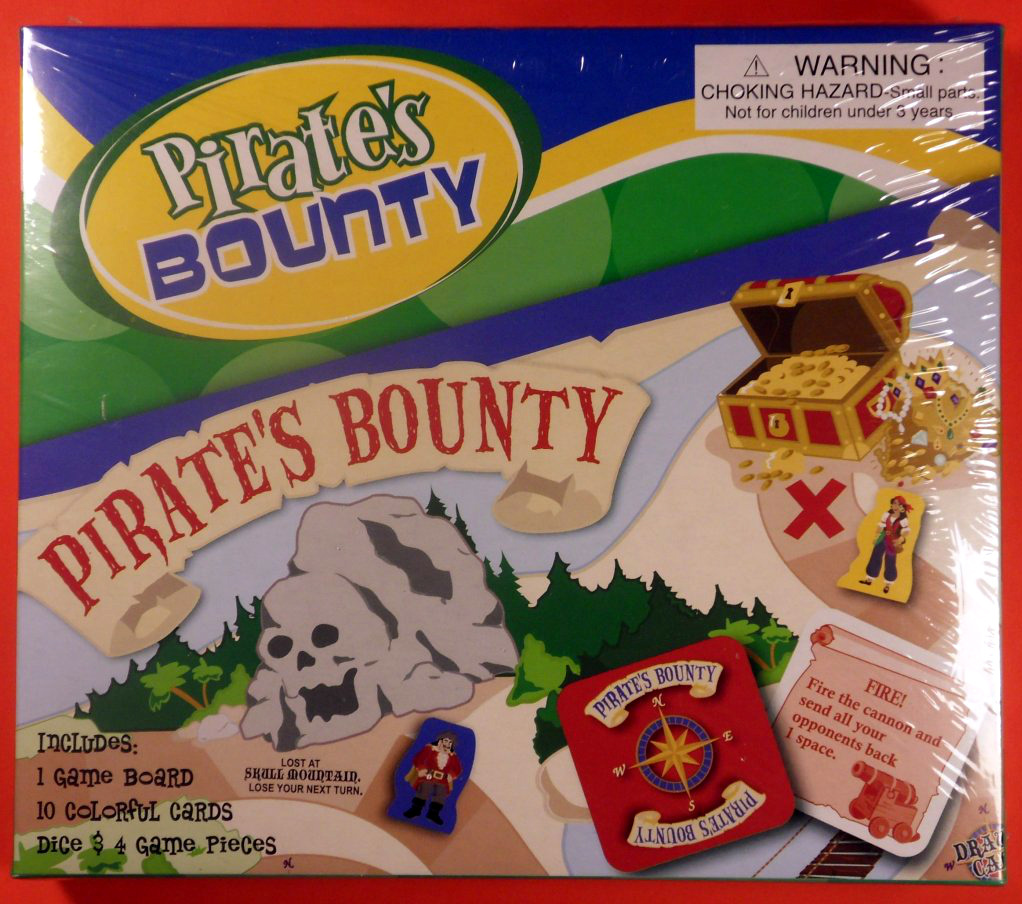 Pirate's
BOUNTY
WARNING:
CHOKING HAZARD-Small parts.
Not for children under 3 years
PIRATE'S BOUNTY
INCLUDES:
1 GAME BOARD
10 COLORFUL CARDS
DICE & 4 GAME PIECES
LOST AT
SKULL MOUNTAIN.
LOSE YOUR NEXT TURN.
PIRATE'S BOUNTY
N
W E
S
PIRATE'S BOUNTY
FIRE!
Fire the cannon and
send all your
opponents back
1 space.
N
N
W